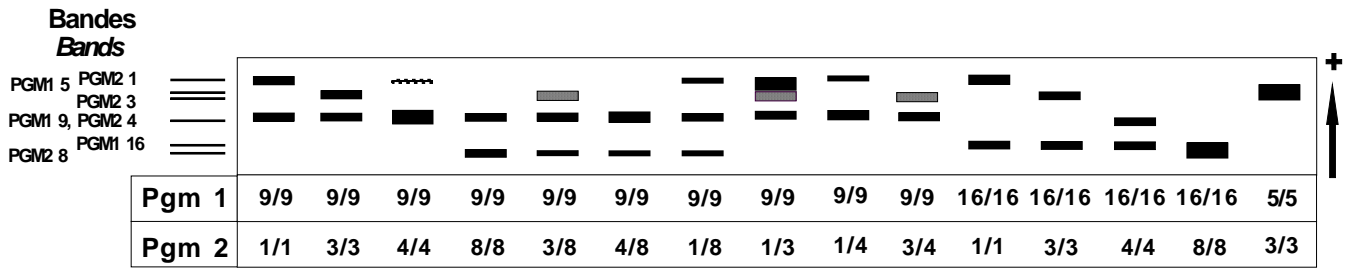 Bandes
Bands
+
PGM1 5 PGM2 1
PGM2 3
PGM1 9, PGM2 4
PGM1 16
PGM2 8
Pgm 1 9/9 9/9 9/9 9/9 9/9 9/9 9/9 9/9 9/9 9/9 16/16 16/16 16/16 16/16 5/5
Pgm 2 1/1 3/3 4/4 8/8 3/8 4/8 1/8 1/3 1/4 3/4 1/1 3/3 4/4 8/8 3/3